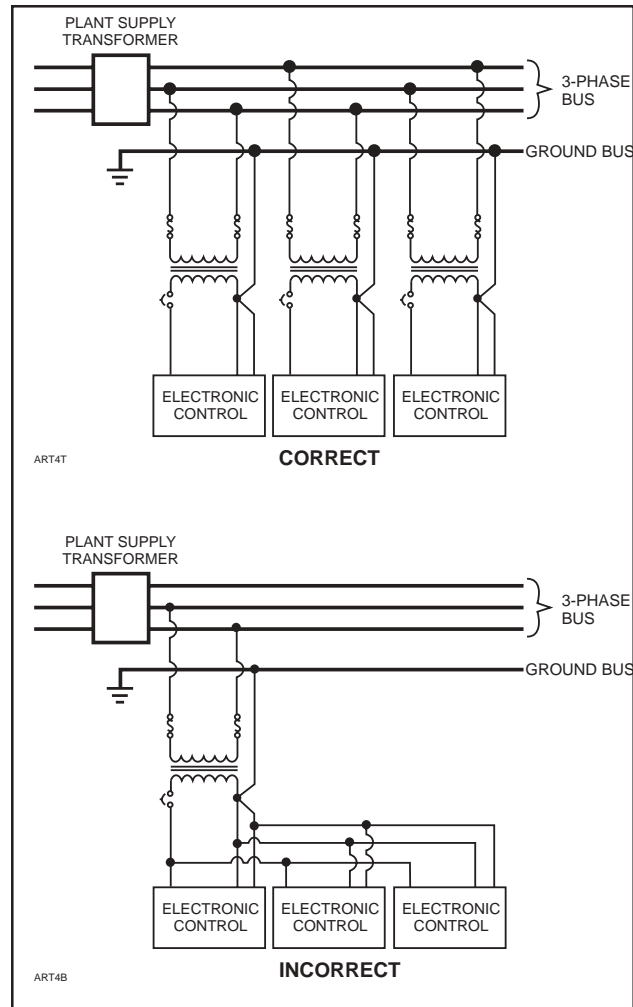 PLANT SUPPLY
TRANSFORMER
3-PHASE
BUS
GROUND BUS
ELECTRONIC
CONTROL
ELECTRONIC
CONTROL
ELECTRONIC
CONTROL
ART4T
CORRECT
PLANT SUPPLY
TRANSFORMER
3-PHASE
BUS
GROUND BUS
ELECTRONIC
CONTROL
ELECTRONIC
CONTROL
ELECTRONIC
CONTROL
ART4B
INCORRECT